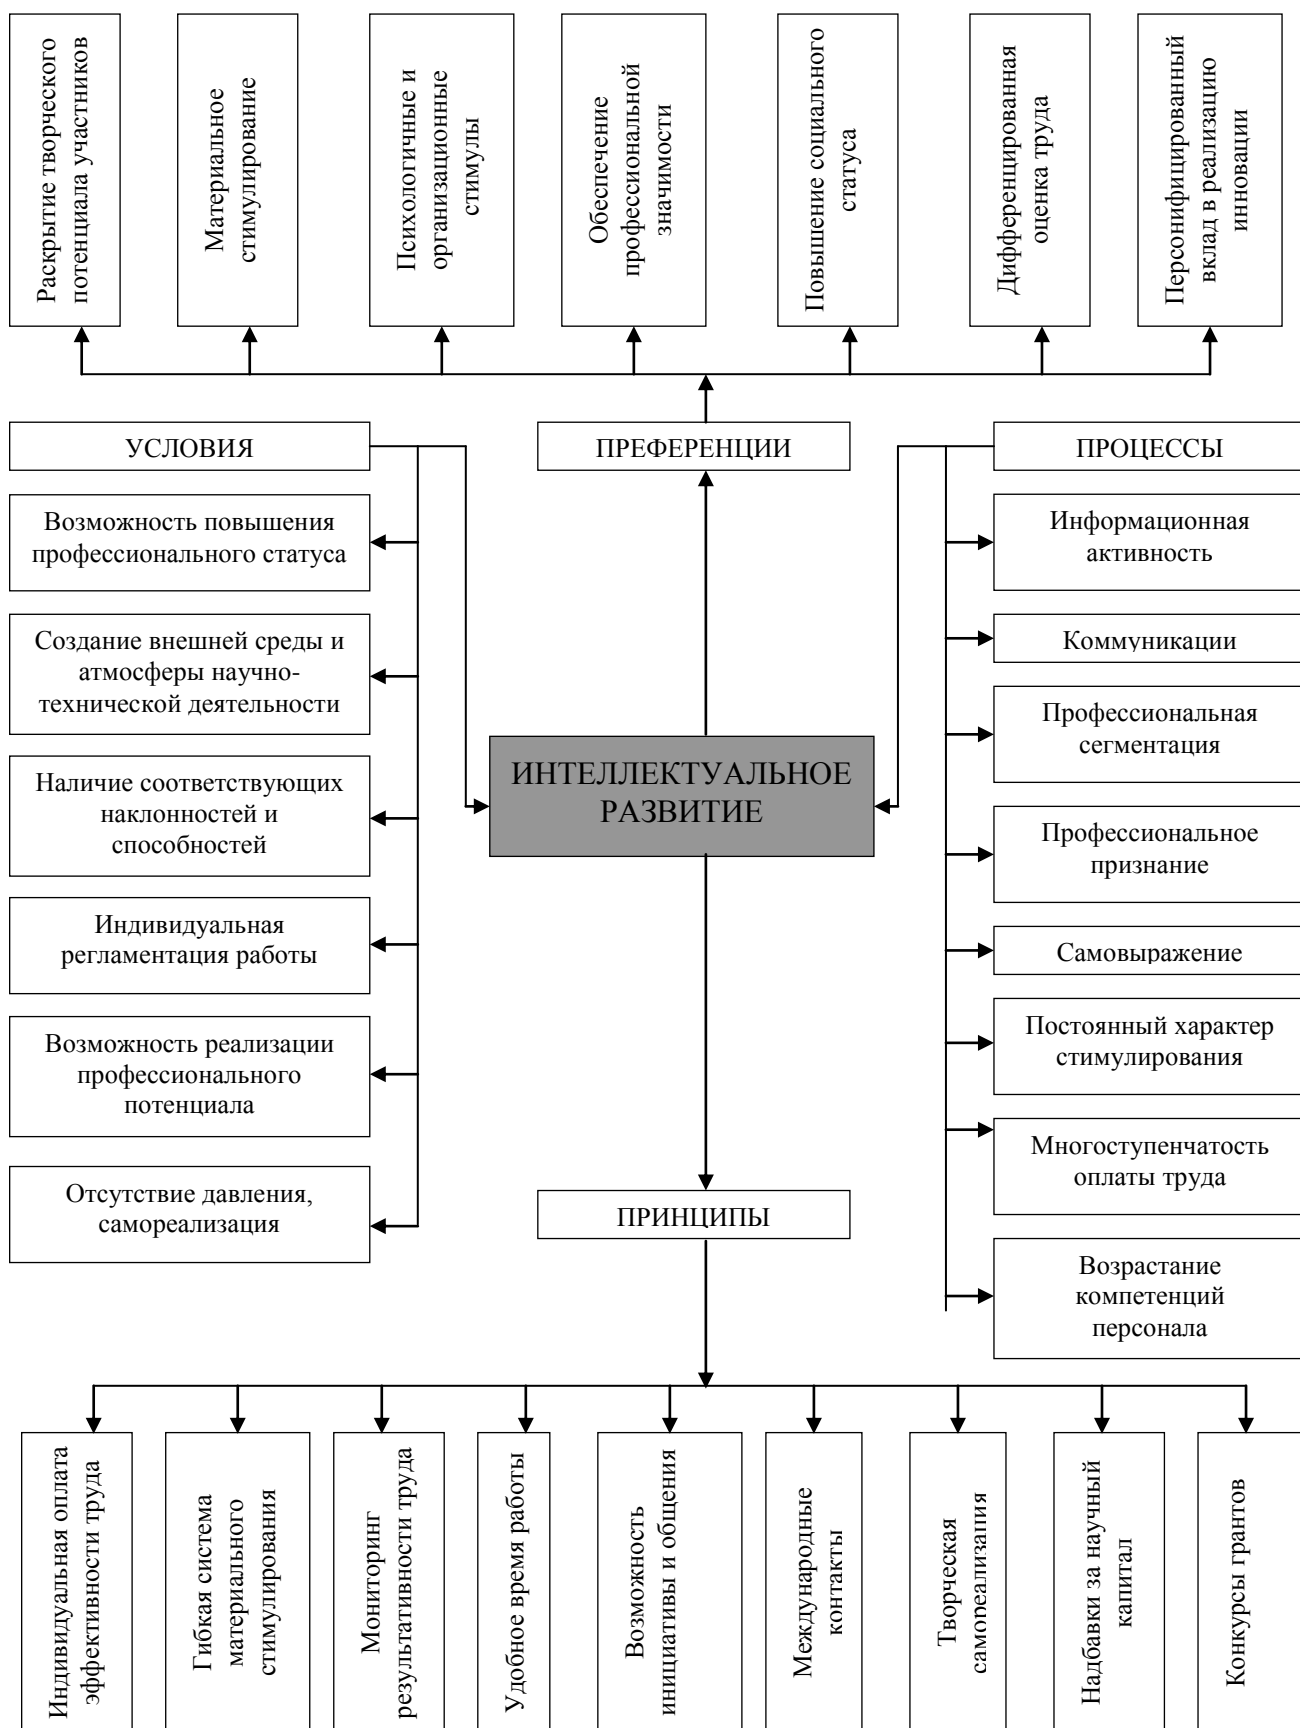 Раскрытие творческого
потенциала участников
Материальное
стимулирование
Психологичные и
организационные
стимулы
Обеспечение
профессиональной
значимости
Повышение социального
статуса
Дифференцированная
оценка труда
Персонифицированный
вклад в реализацию
инновации
УСЛОВИЯ
ПРЕФЕРЕНЦИИ
ПРОЦЕССЫ
Возможность повышения
профессионального статуса
Создание внешней среды и
атмосферы научно-
технической деятельности
Наличие соответствующих
наклонностей и
способностей
Индивидуальная
регламентация работы
Возможность реализации
профессионального
потенциала
Отсутствие давления,
самореализация
ИНТЕЛЛЕКТУАЛЬНОЕ
РАЗВИТИЕ
Информационная
активность
Коммуникации
Профессиональная
сегментация
Профессиональное
признание
Самовыражение
Постоянный характер
стимулирования
Многоступенчатость
оплаты труда
Возрастание
компетенций
персонала
ПРИНЦИПЫ
Индивидуальная оплата
эффективности труда
Гибкая система
материального
стимулирования
Мониторинг
результативности труда
Удобное время работы
Возможность
инициативы и общения
Международные
контакты
Творческая
самореализания
Надбавки за научный
капитал
Конкурсы грантов